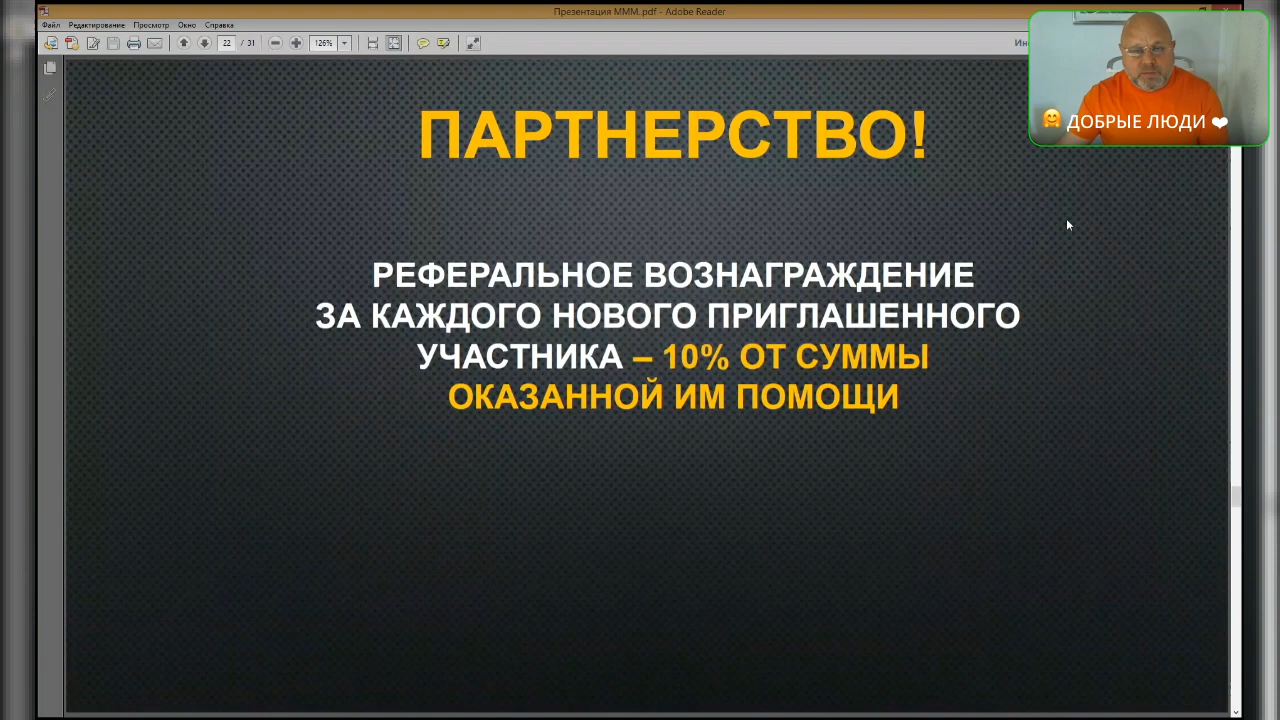 Презентация МММ.pdf - Adobe Reader
Файл Редактирование Просмотр Окно Справка
22 / 31 126%
🤗 ДОБРЫЕ ЛЮДИ ❤
ПАРТНЕРСТВО!
РЕФЕРАЛЬНОЕ ВОЗНАГРАЖДЕНИЕ
ЗА КАЖДОГО НОВОГО ПРИГЛАШЕННОГО
УЧАСТНИКА – 10% ОТ СУММЫ
ОКАЗАННОЙ ИМ ПОМОЩИ